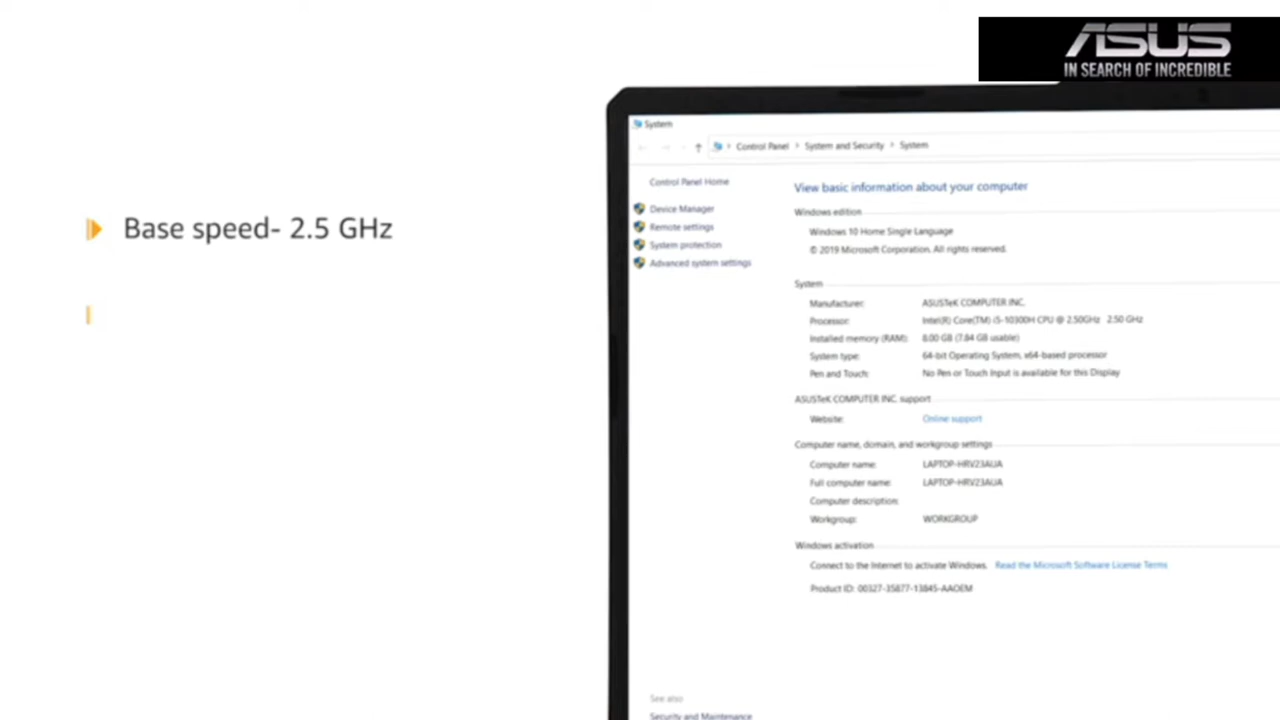 ASUS
IN SEARCH OF INCREDIBLE
Base speed- 2.5 GHz
System
Control Panel > System and Security > System
Control Panel Home
Device Manager
Remote settings
System protection
Advanced system settings
View basic information about your computer
Windows edition
Windows 10 Home Single Language
© 2019 Microsoft Corporation. All rights reserved.
System
Manufacturer: ASUSTeK COMPUTER INC.
Processor: Intel(R) Core(TM) i5-10300H CPU @ 2.50GHz 2.50 GHz
Installed memory (RAM): 8.00 GB (7.84 GB usable)
System type: 64-bit Operating System, x64-based processor
Pen and Touch: No Pen or Touch Input is available for this Display
ASUSTeK COMPUTER INC. support
Website: Online support
Computer name, domain, and workgroup settings
Computer name: LAPTOP-HRV23AUA
Full computer name: LAPTOP-HRV23AUA
Computer description:
Workgroup: WORKGROUP
Windows activation
Connect to the Internet to activate Windows. Read the Microsoft Software License Terms
Product ID: 00327-35877-13845-AAOEM
See also
Security and Maintenance